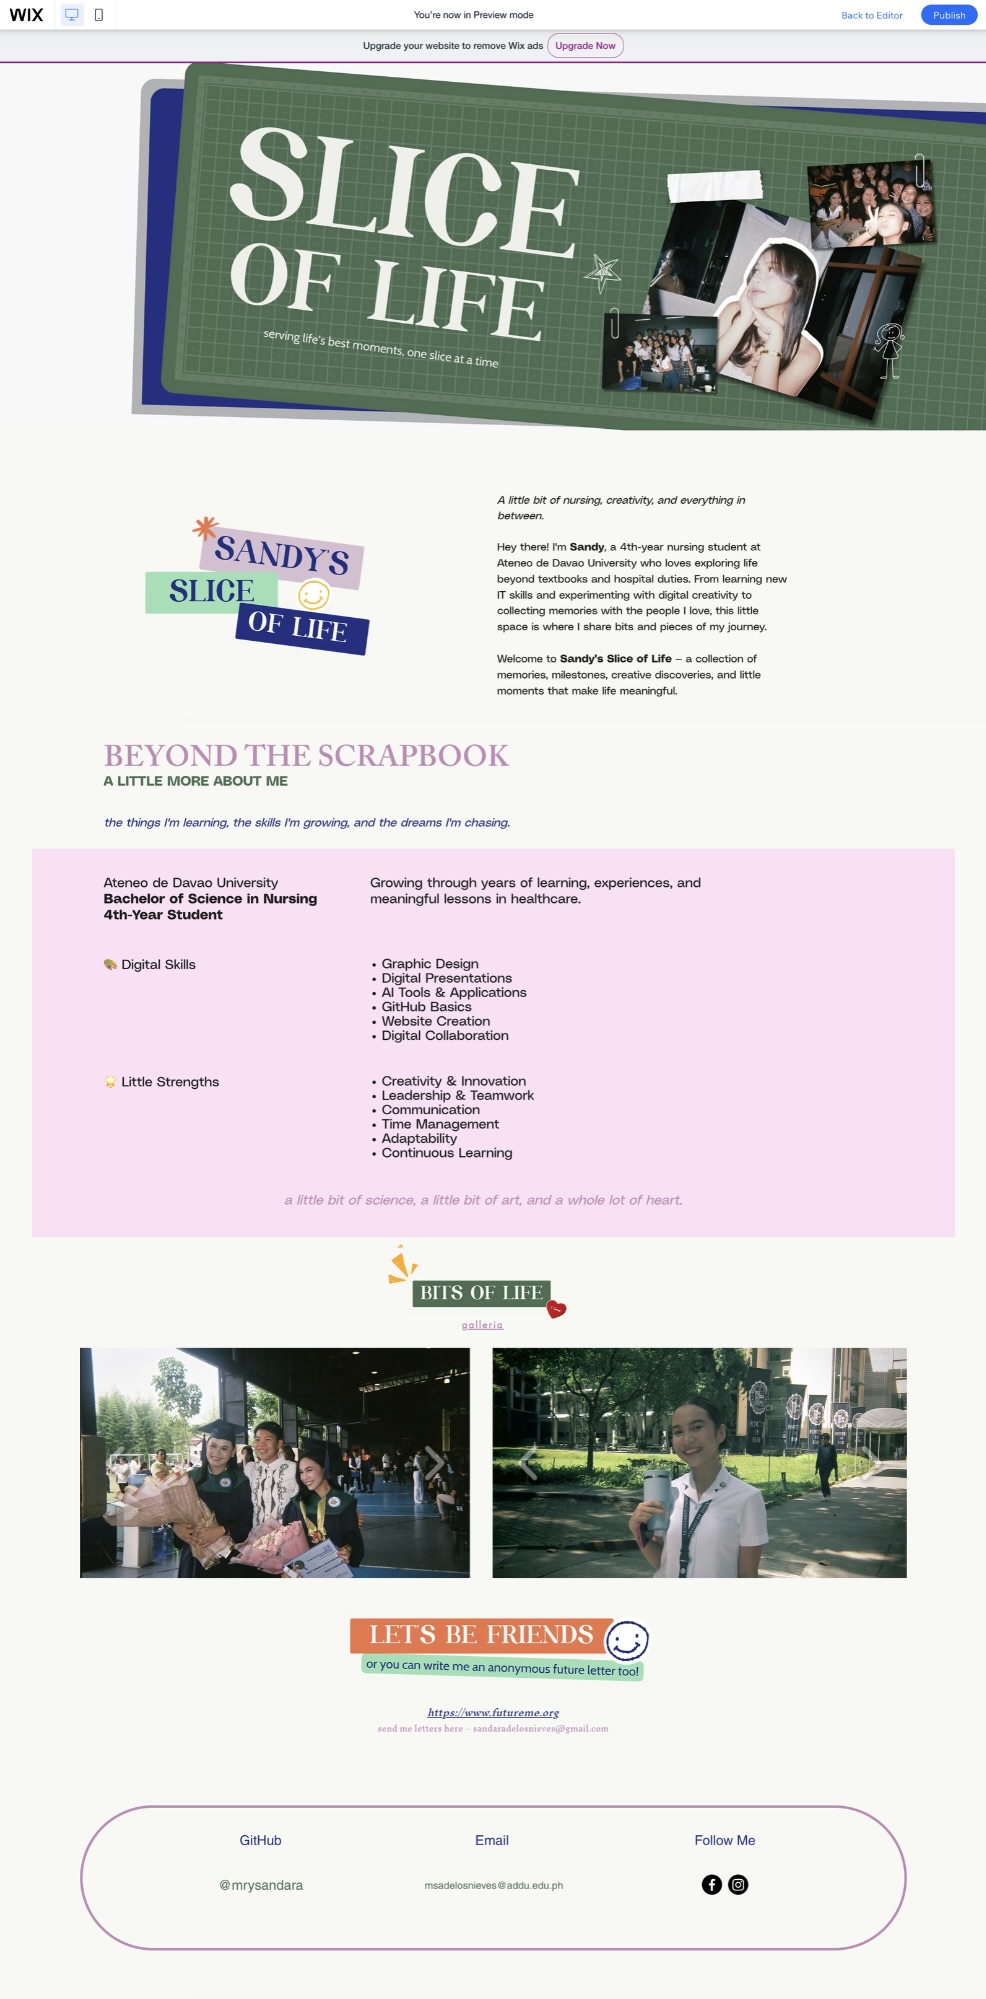 WIX
You're now in Preview mode
Back to Editor
Publish
Upgrade your website to remove Wix ads
Upgrade Now
SLICE
OF LIFE
serving life's best moments, one slice at a time
SANDY'S
SLICE
OF LIFE
A little bit of nursing, creativity, and everything in
between.
Hey there! I'm Sandy, a 4th-year nursing student at
Ateneo de Davao University who loves exploring life
beyond textbooks and hospital duties. From learning new
IT skills and experimenting with digital creativity to
collecting memories with the people I love, this little
space is where I share bits and pieces of my journey.
Welcome to Sandy's Slice of Life – a collection of
memories, milestones, creative discoveries, and little
moments that make life meaningful.
BEYOND THE SCRAPBOOK
A LITTLE MORE ABOUT ME
the things I'm learning, the skills I'm growing, and the dreams I'm chasing.
Ateneo de Davao University
Bachelor of Science in Nursing
4th-Year Student
Growing through years of learning, experiences, and
meaningful lessons in healthcare.
🎨 Digital Skills
• Graphic Design
• Digital Presentations
• AI Tools & Applications
• GitHub Basics
• Website Creation
• Digital Collaboration
🌟 Little Strengths
• Creativity & Innovation
• Leadership & Teamwork
• Communication
• Time Management
• Adaptability
• Continuous Learning
a little bit of science, a little bit of art, and a whole lot of heart.
BITS OF LIFE
galleria
LET'S BE FRIENDS
or you can write me an anonymous future letter too!
https://www.futureme.org
send me letters here – sandaradelosnieves@gmail.com
GitHub
Email
Follow Me
@mrysandara
msadelosnieves@addu.edu.ph